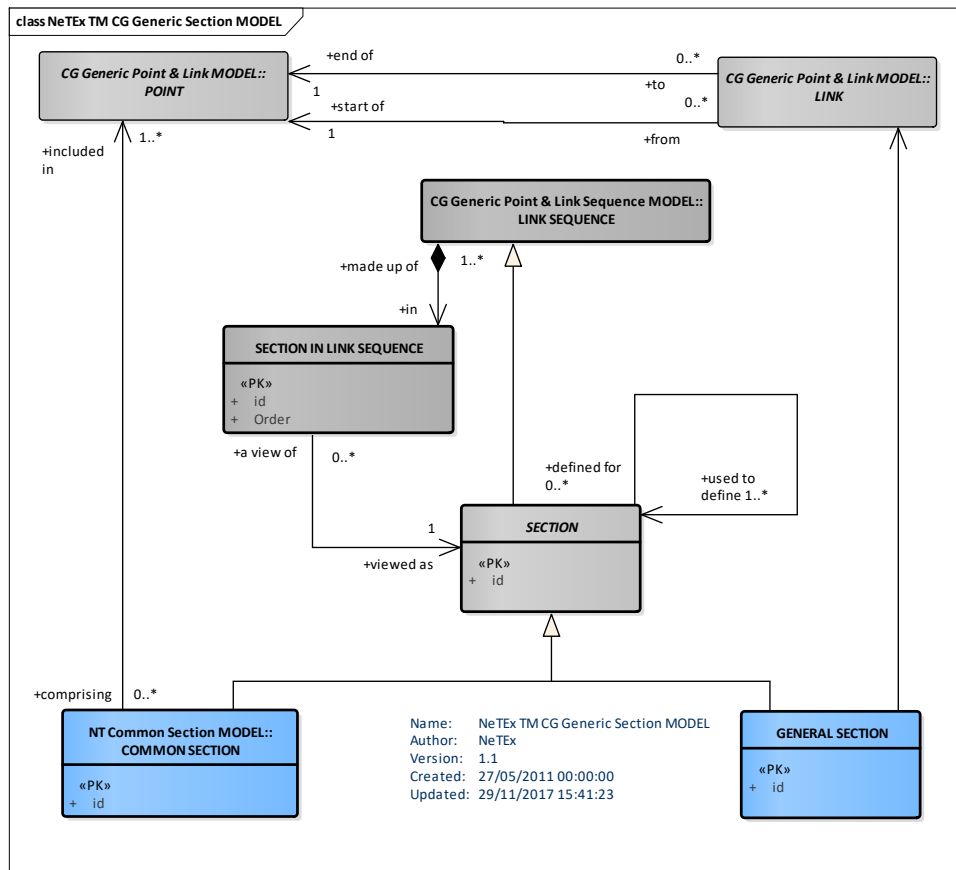 class NeTEx TM CG Generic Section MODEL
CG Generic Point & Link MODEL::
POINT
+end of
1
0..*
+to
+start of
1
0..*
+from
CG Generic Point & Link MODEL::
LINK
+included
in
1..*
CG Generic Point & Link Sequence MODEL::
LINK SEQUENCE
+made up of
1..*
+in
SECTION IN LINK SEQUENCE
«PK»
+ id
+ Order
+a view of
0..*
+defined for
0..*
+used to
define 1..*
1
+viewed as
SECTION
«PK»
+ id
+comprising
0..*
NT Common Section MODEL::
COMMON SECTION
«PK»
+ id
Name: NeTEx TM CG Generic Section MODEL
Author: NeTEx
Version: 1.1
Created: 27/05/2011 00:00:00
Updated: 29/11/2017 15:41:23
GENERAL SECTION
«PK»
+ id